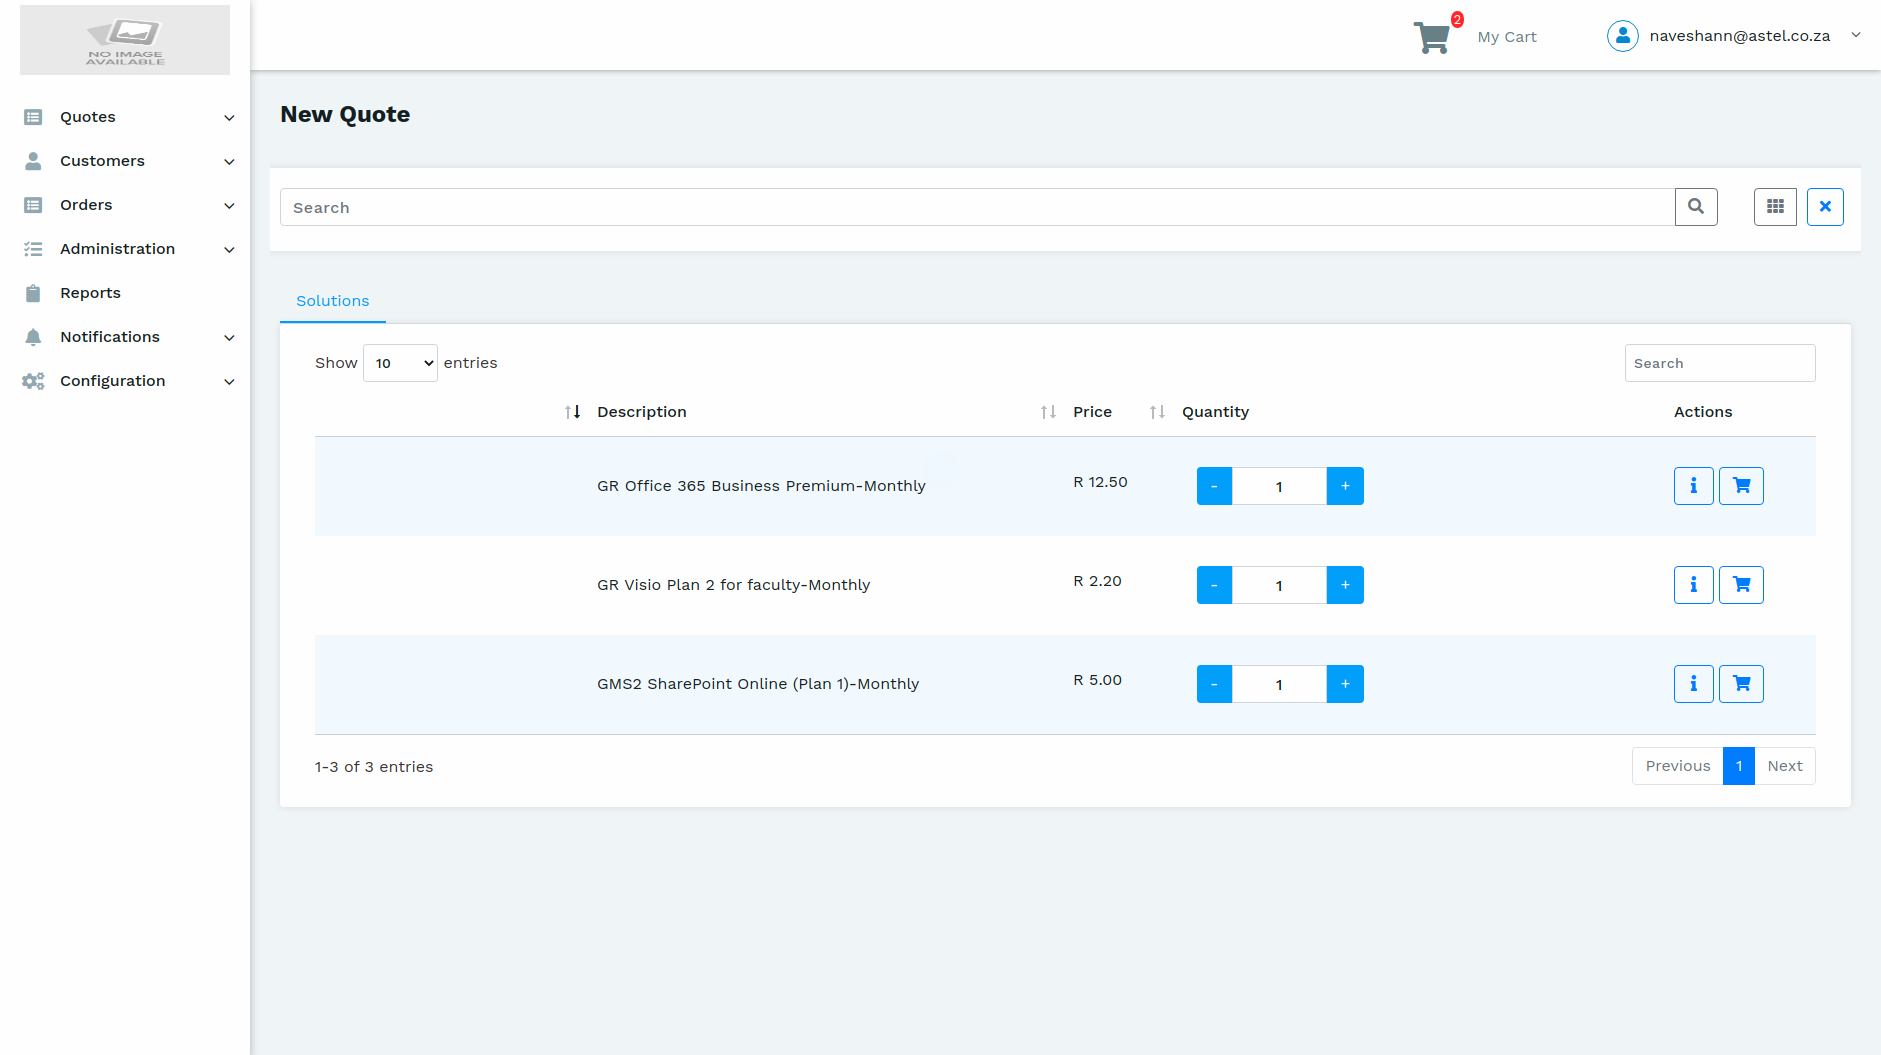 NO IMAGE
AVAILABLE
2
My Cart
naveshann@astel.co.za
Quotes
Customers
Orders
Administration
Reports
Notifications
Configuration
New Quote
Search
Solutions
Show 10 entries
Search
Description Price Quantity Actions
GR Office 365 Business Premium-Monthly R 12.50 - 1 +
GR Visio Plan 2 for faculty-Monthly R 2.20 - 1 +
GMS2 SharePoint Online (Plan 1)-Monthly R 5.00 - 1 +
1-3 of 3 entries
Previous 1 Next